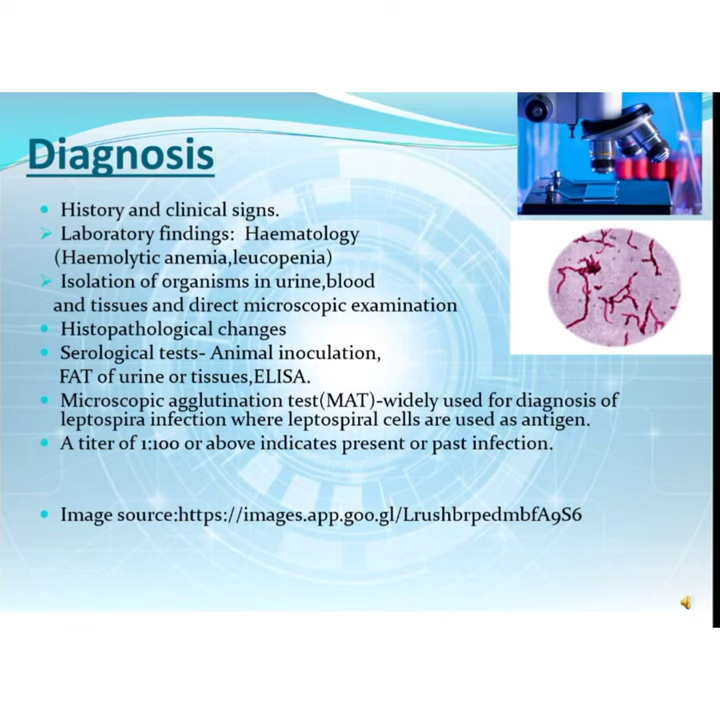 Diagnosis
History and clinical signs.
Laboratory findings: Haematology
(Haemolytic anemia,leucopenia)
Isolation of organisms in urine,blood
and tissues and direct microscopic examination
Histopathological changes
Serological tests- Animal inoculation,
FAT of urine or tissues,ELISA.
Microscopic agglutination test(MAT)-widely used for diagnosis of
leptospira infection where leptospiral cells are used as antigen.
A titer of 1:100 or above indicates present or past infection.
Image source:https://images.app.goo.gl/LrushbrpedmbfA9S6